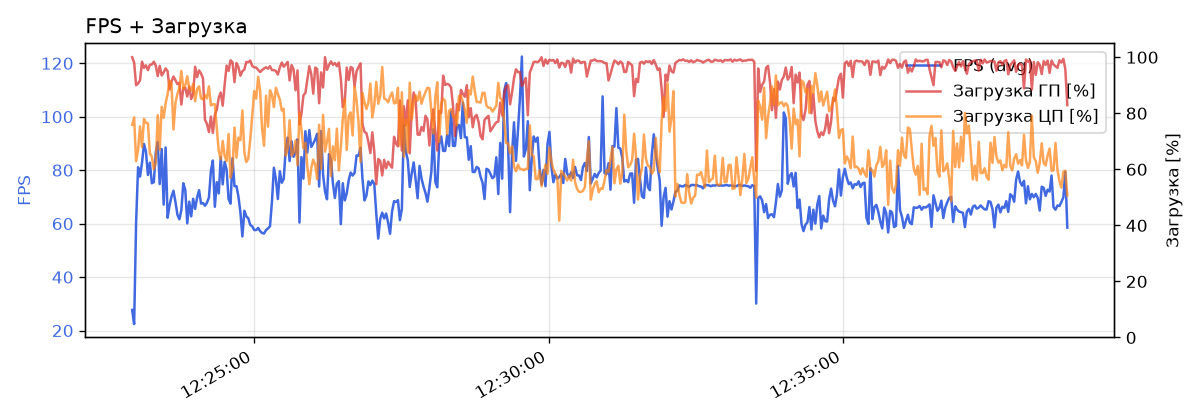 FPS + Загрузка
120
100
80
60
40
20
FPS
100
80
60
40
20
0
Загрузка [%]
FPS (avg)
Загрузка ГП [%]
Загрузка ЦП [%]
12:25:00
12:30:00
12:35:00